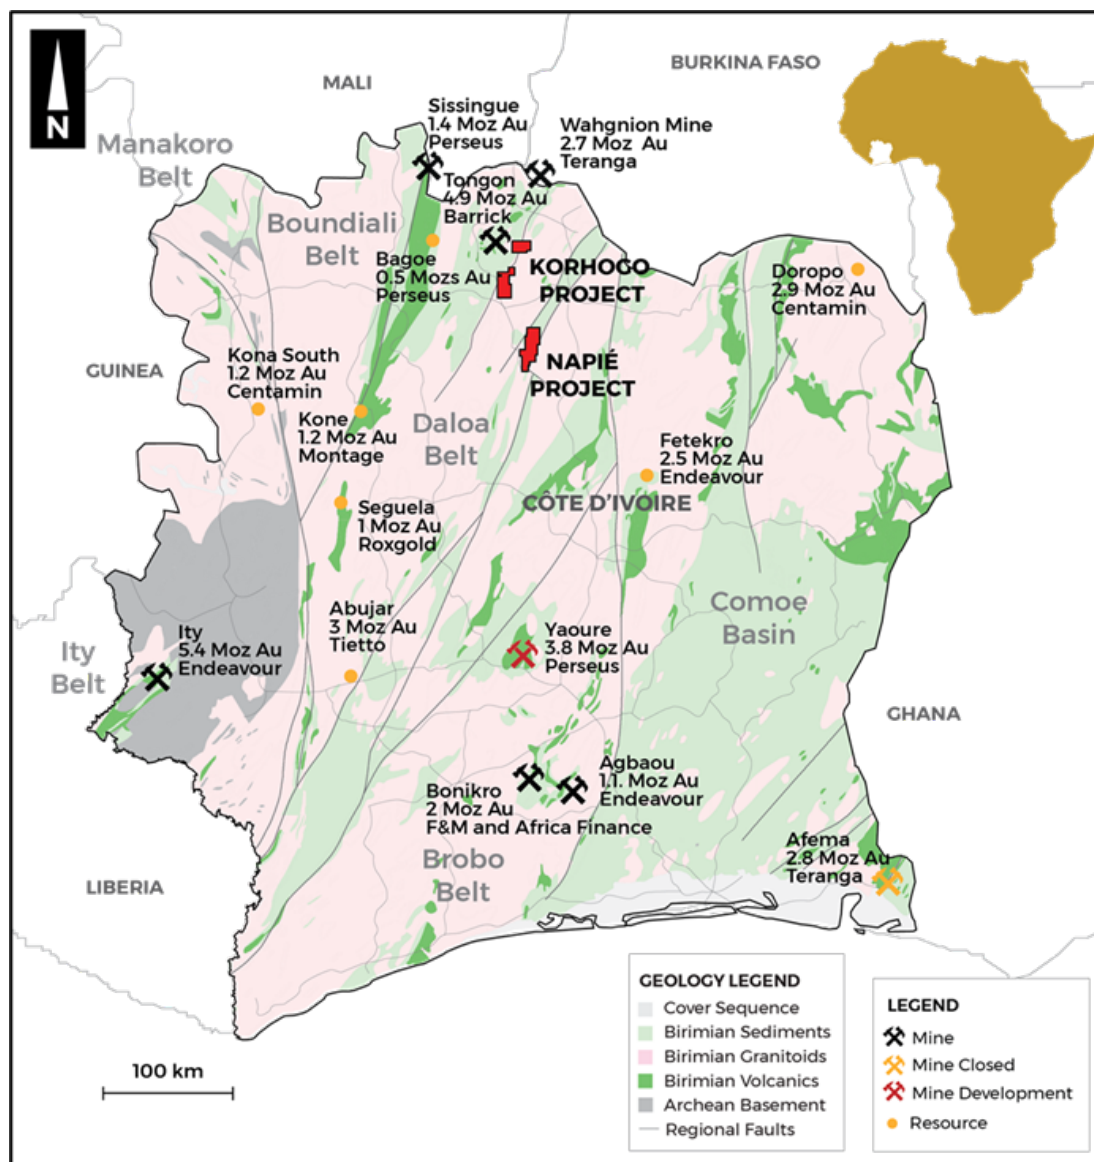 N
MALI
BURKINA FASO
Manakoro
Belt
Sissingue
1.4 Moz Au
Perseus
Wahgnion Mine
2.7 Moz Au
Teranga
Tongon
4.9 Moz Au
Barrick
Boundiali
Belt
Bagoe
0.5 Mozs Au
Perseus
KORHOGO
PROJECT
Doropo
2.9 Moz Au
Centamin
GUINEA
Kona South
1.2 Moz Au
Centamin
NAPIÉ
PROJECT
Kone
1.2 Moz Au
Montage
Daloa
Belt
Fetekro
2.5 Moz Au
Endeavour
CÔTE D'IVOIRE
Seguela
1 Moz Au
Roxgold
Comoe
Basin
Abujar
3 Moz Au
Tietto
Ity
5.4 Moz Au
Endeavour
Ity
Belt
Yaoure
3.8 Moz Au
Perseus
GHANA
Agbaou
1.1. Moz Au
Endeavour
Bonikro
2 Moz Au
F&M and Africa Finance
Afema
2.8 Moz Au
Teranga
Brobo
Belt
LIBERIA
100 km
GEOLOGY LEGEND
Cover Sequence
Birimian Sediments
Birimian Granitoids
Birimian Volcanics
Archean Basement
Regional Faults
LEGEND
Mine
Mine Closed
Mine Development
Resource